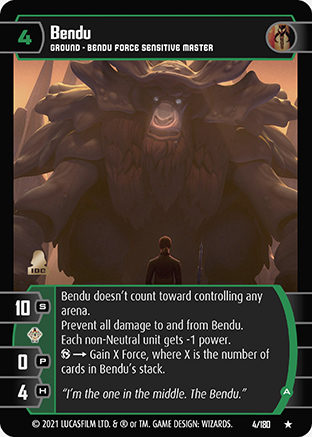 4
Bendu
GROUND - BENDU FORCE SENSITIVE MASTER
IDC
10 S
0 P
4 H
Bendu doesn't count toward controlling any
arena.
Prevent all damage to and from Bendu.
Each non-Neutral unit gets -1 power.
→ Gain X Force, where X is the number of
cards in Bendu's stack.
"I'm the one in the middle. The Bendu."
A
© 2021 LUCASFILM LTD. & ® OR TM. GAME DESIGN: WIZARDS.
4/180